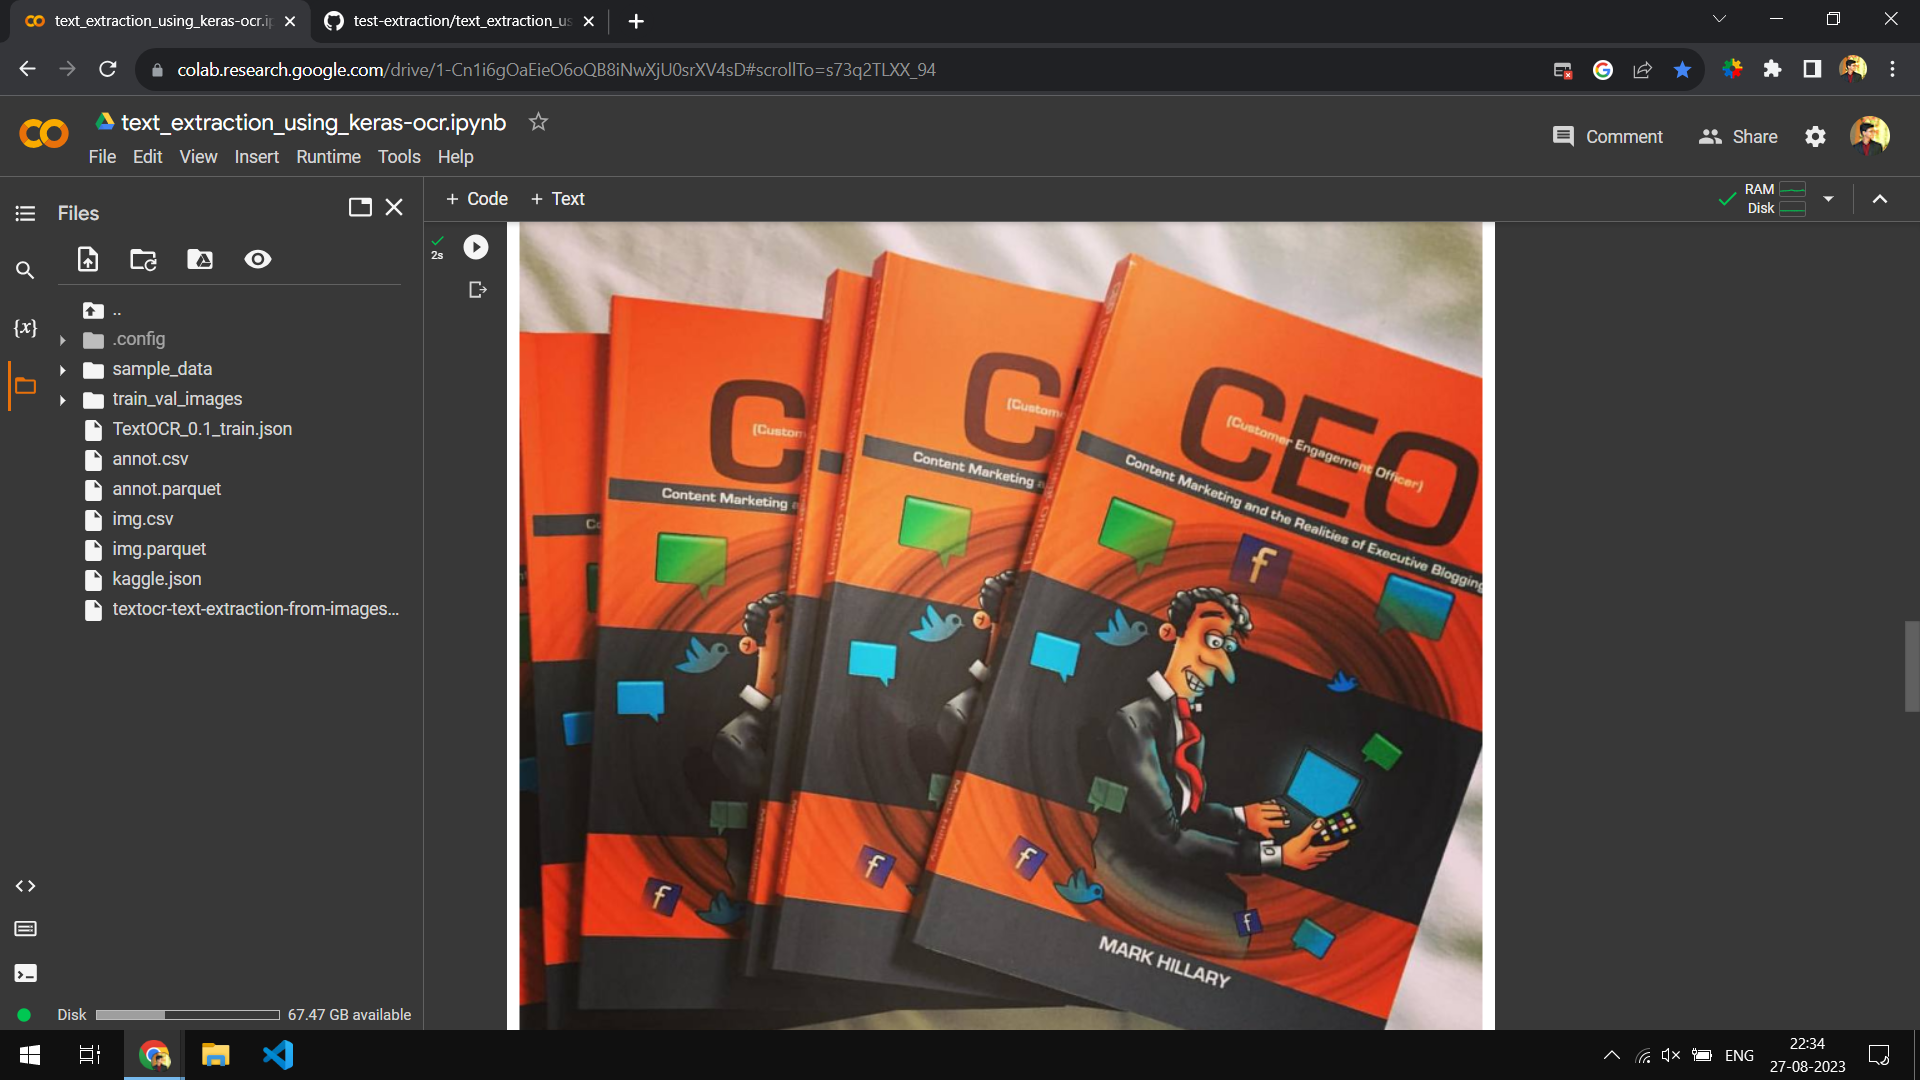 text_extraction_using_keras-ocr.ip
test-extraction/text_extraction_us
colab.research.google.com/drive/1-Cn1i6gOaEieO6oQB8iNwXjU0srXV4sD#scrollTo=s73q2TLXX_94
CO
text_extraction_using_keras-ocr.ipynb
File Edit View Insert Runtime Tools Help
Comment
Share
Files
+ Code
+ Text
RAM
Disk
2s
{x}
..
.config
sample_data
train_val_images
TextOCR_0.1_train.json
annot.csv
annot.parquet
img.csv
img.parquet
kaggle.json
textocr-text-extraction-from-images...
C
(Custom
Content Marketing a
C
(Custome
Content Marketing a
CEO
(Customer Engagement Officer)
Content Marketing and the Realities of Executive Blogging
f
f
f
f
f
MARK HILLARY
Disk
67.47 GB available
ENG
22:34
27-08-2023